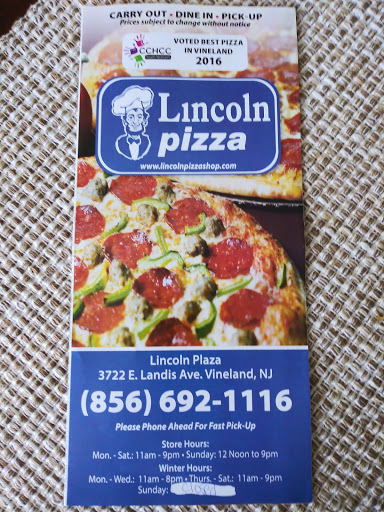 CARRY OUT • DINE IN • PICK-UP
Prices subject to change without notice
CCHCC
VOTED BEST PIZZA
IN VINELAND
2016
Lincoln
pizza
www.lincolnpizzashop.com
Lincoln Plaza
3722 E. Landis Ave. Vineland, NJ
(856) 692-1116
Please Phone Ahead For Fast Pick-Up
Store Hours:
Mon. - Sat.: 11am - 9pm • Sunday: 12 Noon to 9pm
Winter Hours:
Mon. - Wed.: 11am - 8pm • Thurs. - Sat.: 11am - 9pm
Sunday: Closed